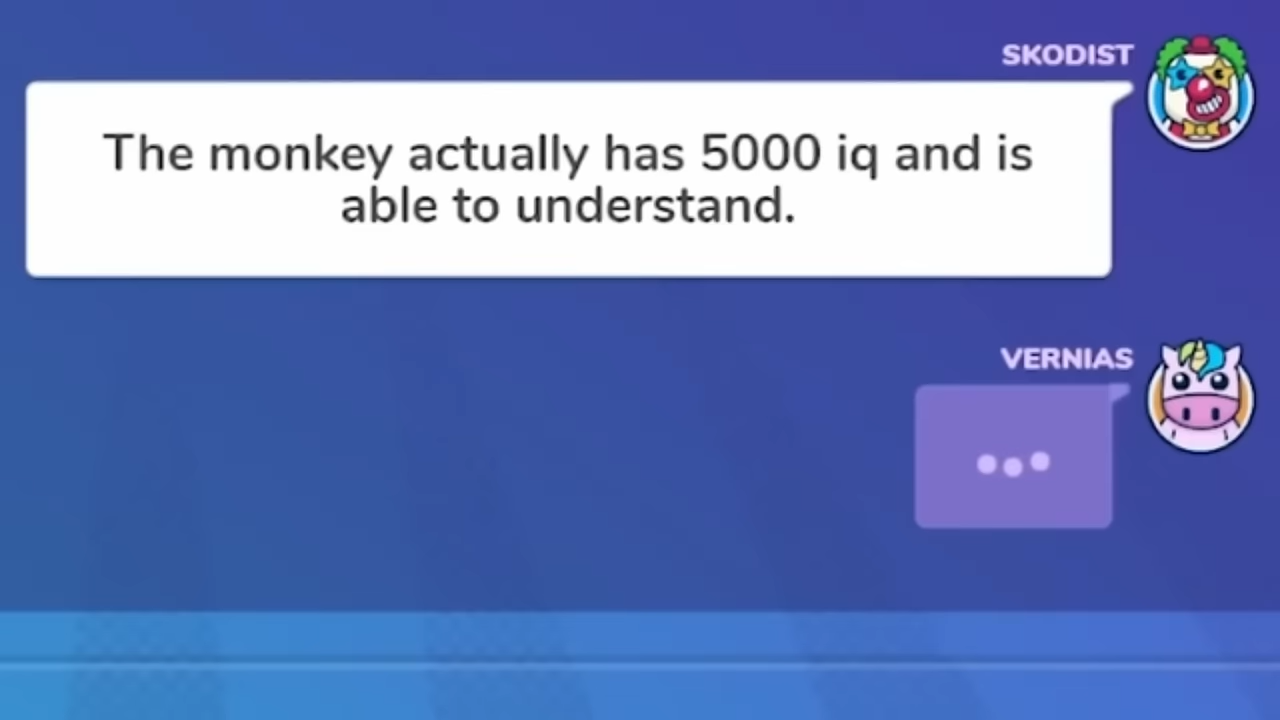 SKODIST
The monkey actually has 5000 iq and is
able to understand.
VERNIAS
...